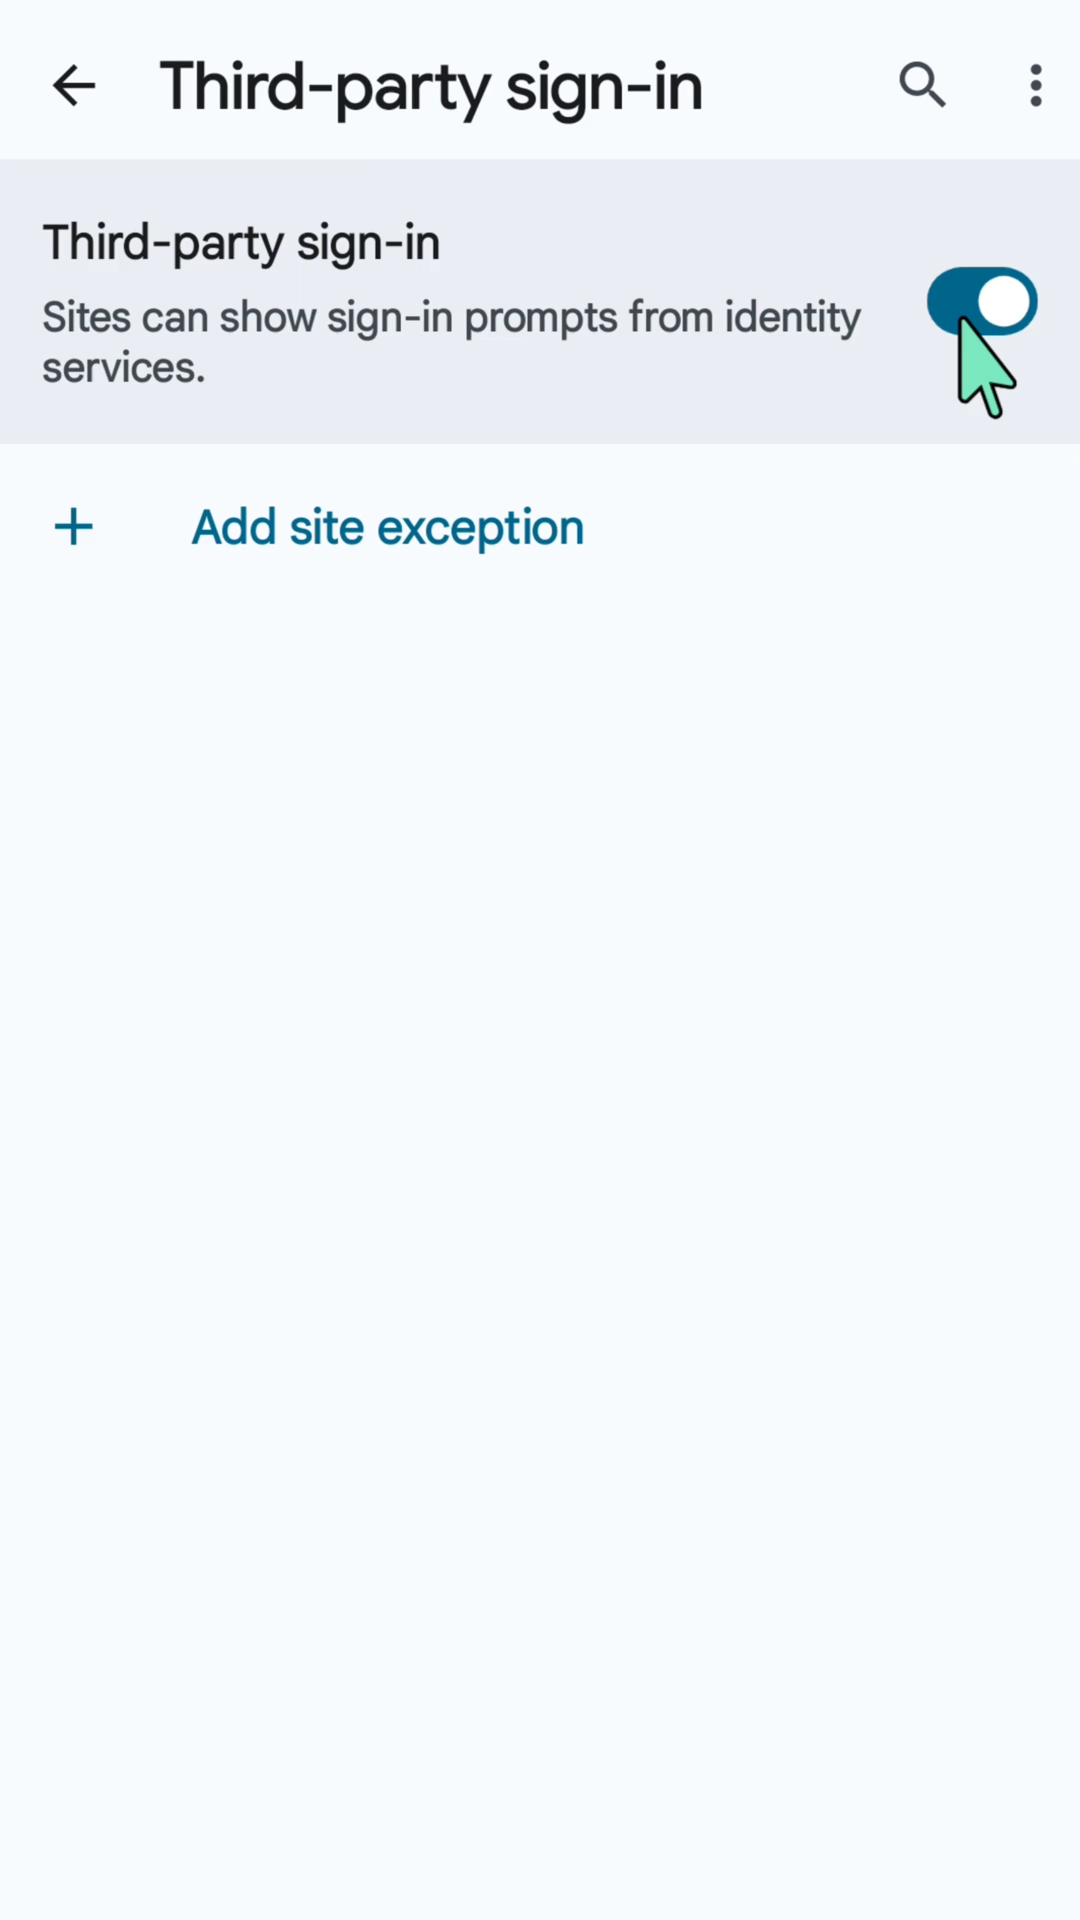 Third-party sign-in
Third-party sign-in
Sites can show sign-in prompts from identity
services.
Add site exception